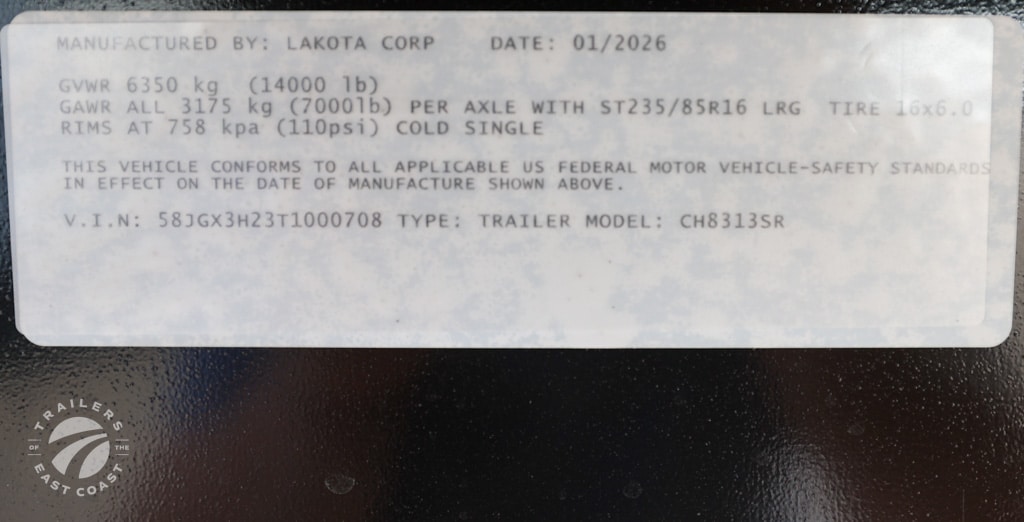 MANUFACTURED BY: LAKOTA CORP DATE: 01/2026
GVWR 6350 kg (14000 lb)
GAWR ALL 3175 kg (7000lb) PER AXLE WITH ST235/85R16 LRG TIRE 16x6.0
RIMS AT 758 kpa (110psi) COLD SINGLE
THIS VEHICLE CONFORMS TO ALL APPLICABLE US FEDERAL MOTOR VEHICLE-SAFETY STANDARDS
IN EFFECT ON THE DATE OF MANUFACTURE SHOWN ABOVE.
V.I.N: 58JGX3H23T1000708 TYPE: TRAILER MODEL: CH8313SR
TRAILERS
OF THE
EAST COAST